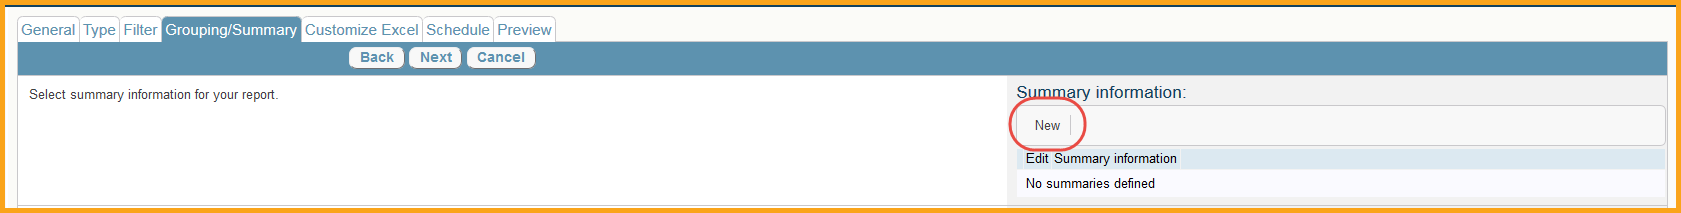 General Type Filter Grouping/Summary Customize Excel Schedule Preview
Back Next Cancel
Select summary information for your report.
Summary information:
New
Edit Summary information
No summaries defined